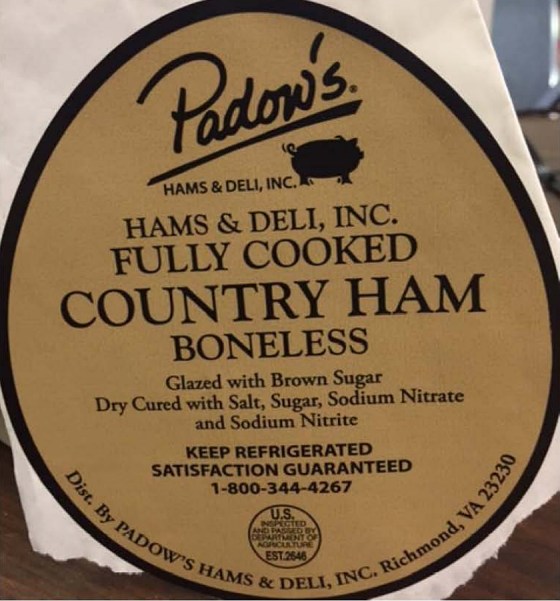 Padow's®
HAMS & DELI, INC.
HAMS & DELI, INC.
FULLY COOKED
COUNTRY HAM
BONELESS
Glazed with Brown Sugar
Dry Cured with Salt, Sugar, Sodium Nitrate
and Sodium Nitrite
KEEP REFRIGERATED
SATISFACTION GUARANTEED
1-800-344-4267
U.S.
INSPECTED
AND PASSED BY
DEPARTMENT OF
AGRICULTURE
EST.2646
Dist. By PADOW'S HAMS & DELI, INC. Richmond, VA 23230